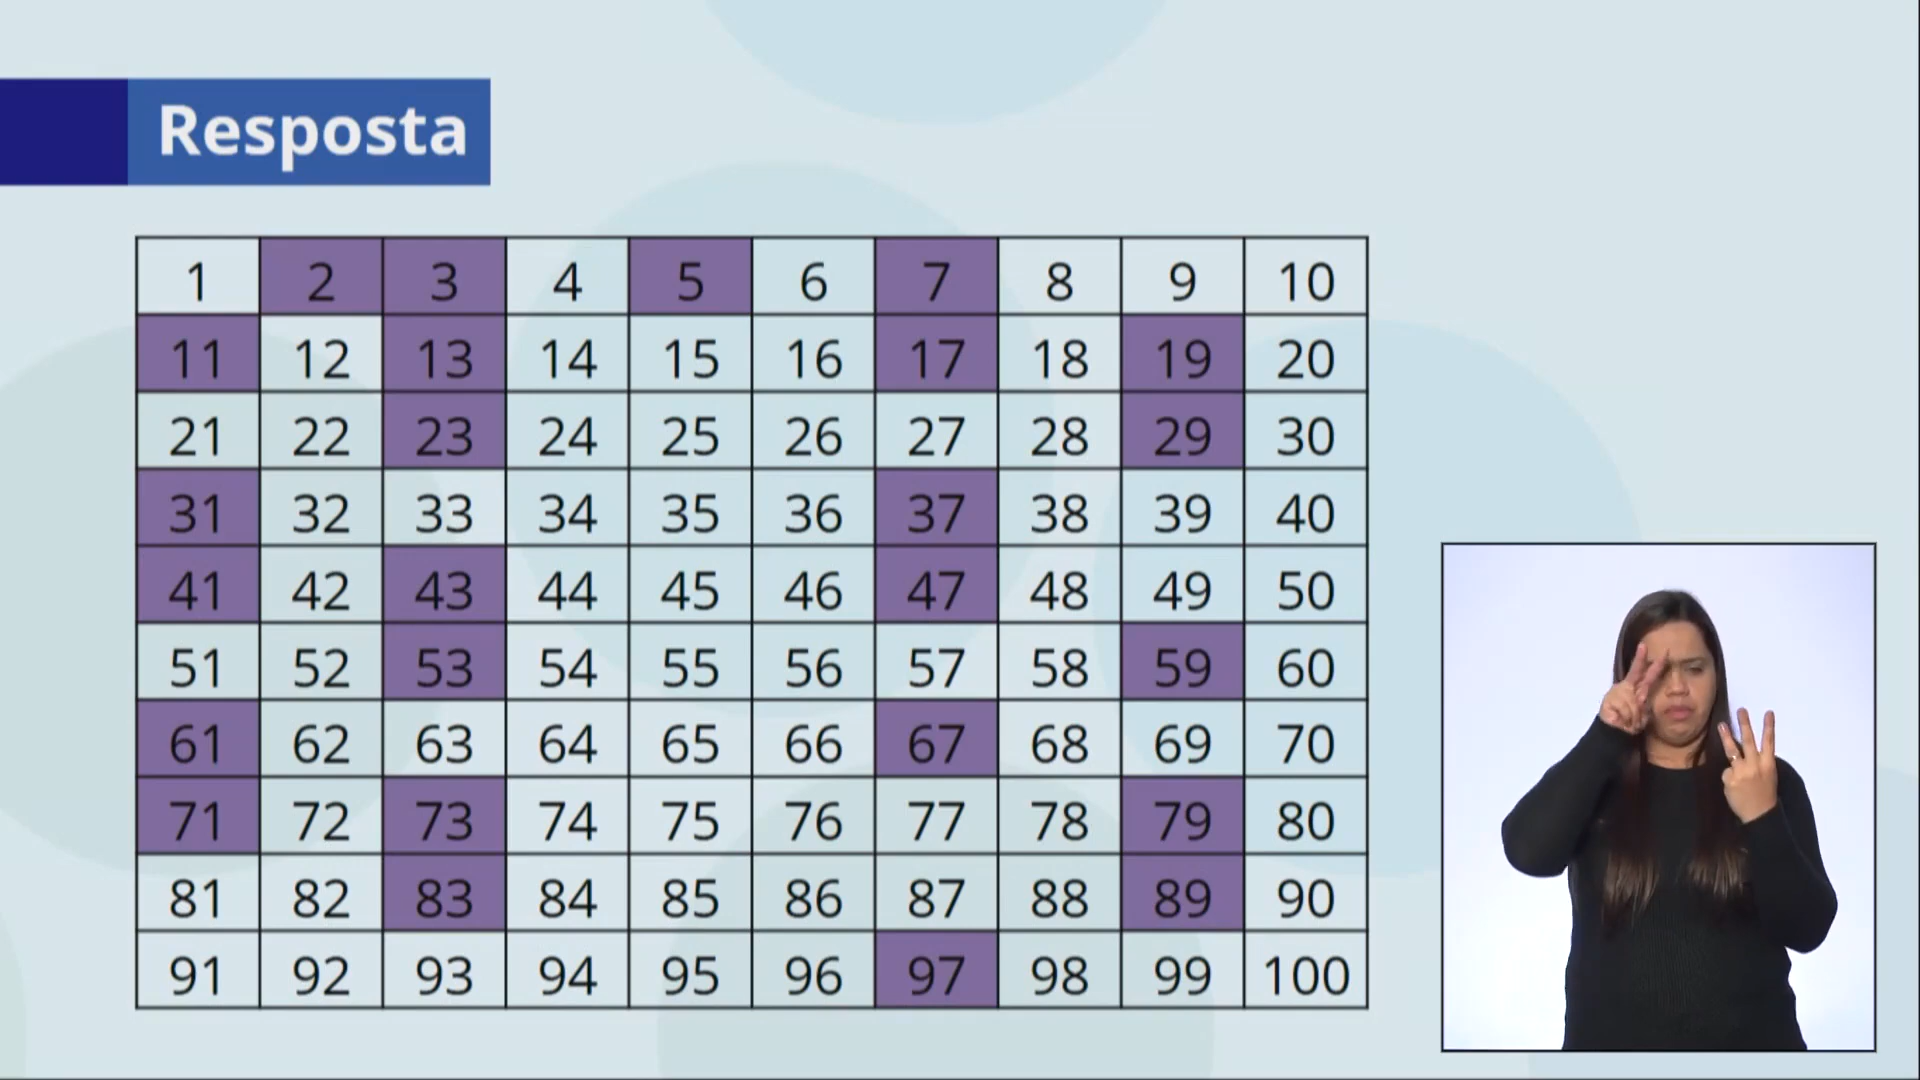 Resposta
1 2 3 4 5 6 7 8 9 10
11 12 13 14 15 16 17 18 19 20
21 22 23 24 25 26 27 28 29 30
31 32 33 34 35 36 37 38 39 40
41 42 43 44 45 46 47 48 49 50
51 52 53 54 55 56 57 58 59 60
61 62 63 64 65 66 67 68 69 70
71 72 73 74 75 76 77 78 79 80
81 82 83 84 85 86 87 88 89 90
91 92 93 94 95 96 97 98 99 100